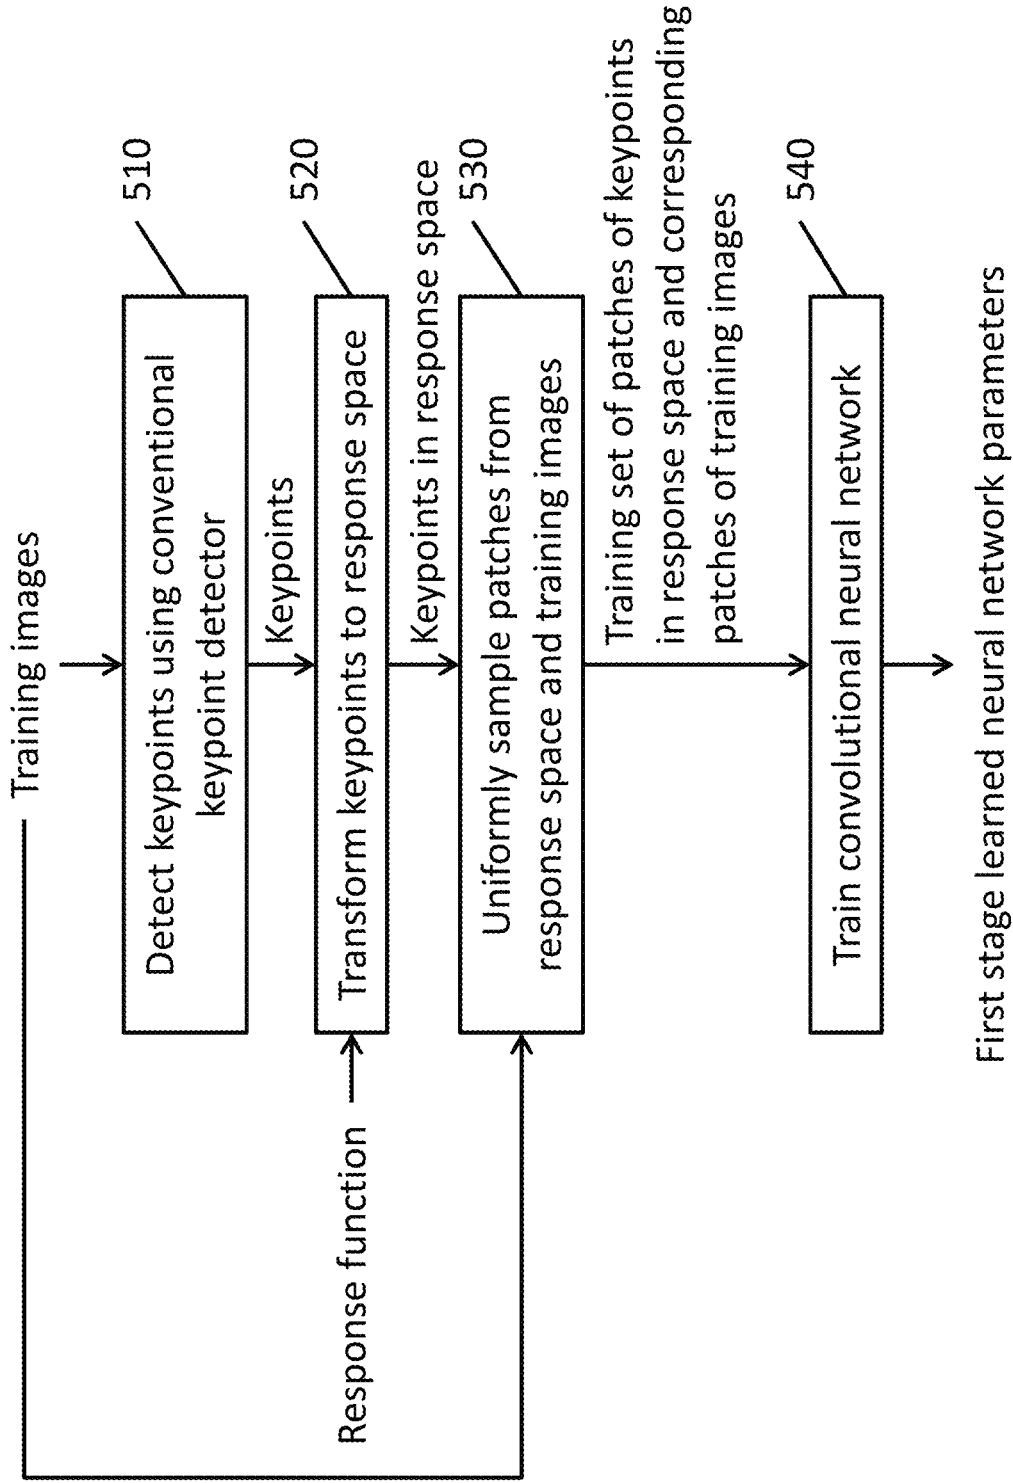 Training images
Detect keypoints using conventional
keypoint detector
510
Keypoints
Response function
Transform keypoints to response space
520
Keypoints in response space
Uniformly sample patches from
response space and training images
530
Training set of patches of keypoints
in response space and corresponding
patches of training images
Train convolutional neural network
540
First stage learned neural network parameters